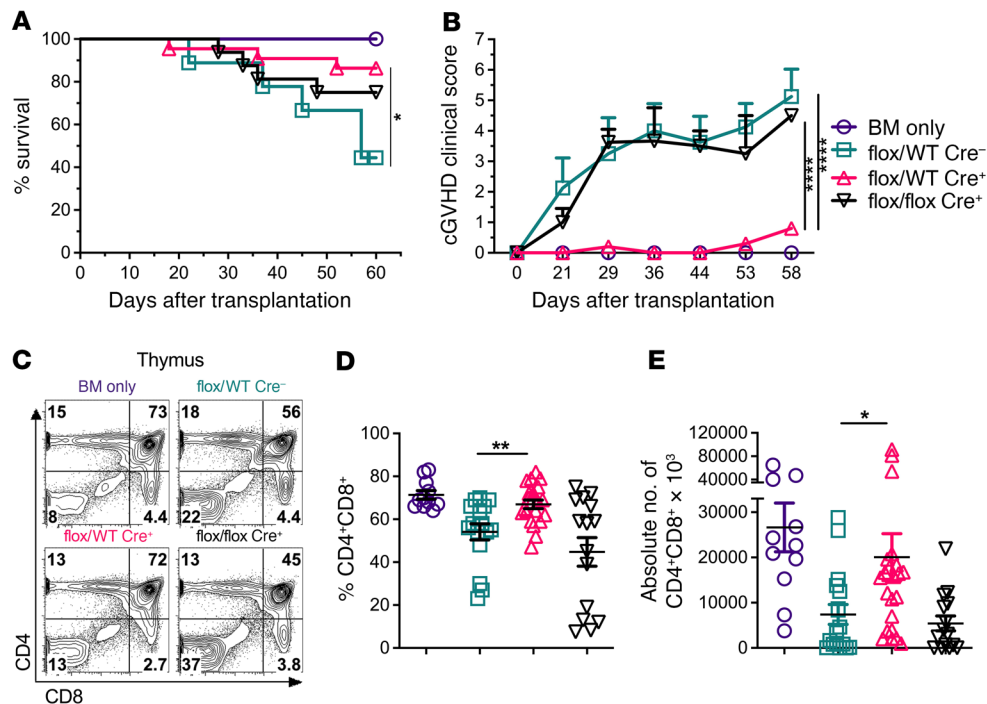 A
100
80
60
40
20
0
% survival
*
0 10 20 30 40 50 60
Days after transplantation
B
7
6
5
4
3
2
1
0
cGVHD clinical score
****
****
0 21 29 36 44 53 58
Days after transplantation
BM only
flox/WT Cre⁻
flox/WT Cre⁺
flox/flox Cre⁺
C
Thymus
BM only
flox/WT Cre⁻
15 73
8 4.4
18 56
22 4.4
flox/WT Cre⁺
flox/flox Cre⁺
13 72
13 2.7
13 45
37 3.8
CD4
CD8
D
100
80
60
40
20
0
% CD4⁺CD8⁺
**
E
120000
80000
40000
30000
20000
10000
0
Absolute no. of
CD4⁺CD8⁺ × 10³
*